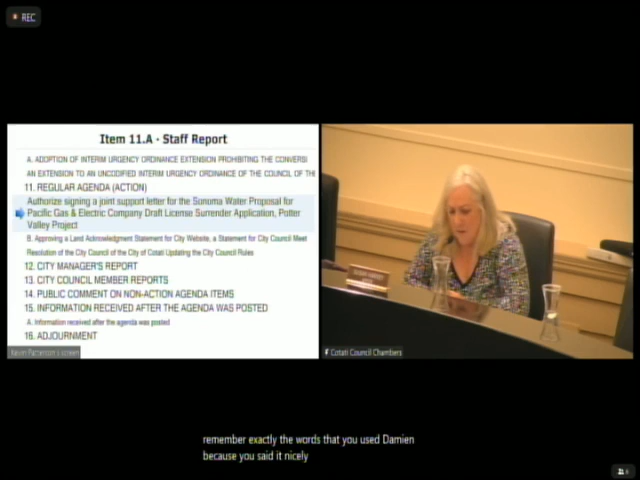 REC
Item 11.A - Staff Report
A. ADOPTION OF INTERIM URGENCY ORDINANCE EXTENSION PROHIBITING THE CONVERSI
AN EXTENSION TO AN UNCODIFIED INTERIM URGENCY ORDINANCE OF THE COUNCIL OF THE
11. REGULAR AGENDA (ACTION)
Authorize signing a joint support letter for the Sonoma Water Proposal for
Pacific Gas & Electric Company Draft License Surrender Application, Potter
Valley Project
B. Approving a Land Acknowledgment Statement for City Website, a Statement for City Council Meet
Resolution of the City Council of the City of Cotati Updating the City Council Rules
12. CITY MANAGER'S REPORT
13. CITY COUNCIL MEMBER REPORTS
14. PUBLIC COMMENT ON NON-ACTION AGENDA ITEMS
15. INFORMATION RECEIVED AFTER THE AGENDA WAS POSTED
A. Information received after the agenda was posted
16. ADJOURNMENT
Kevin Patterson's screen
Cotati Council Chambers
remember exactly the words that you used Damien
because you said it nicely